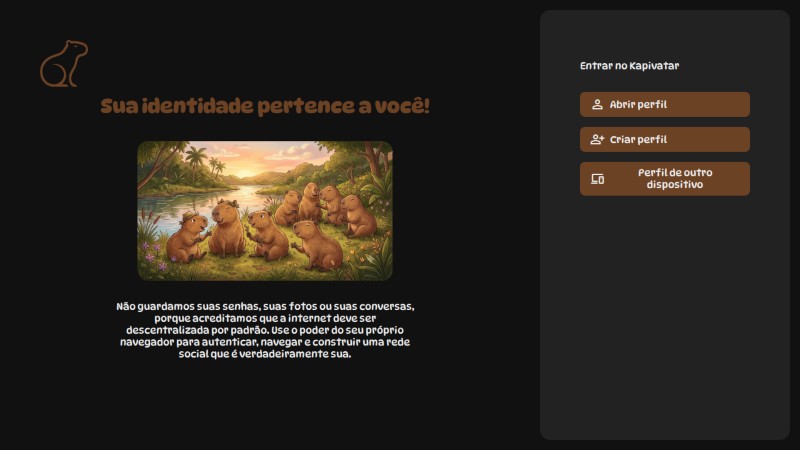 Sua identidade pertence a você!
Não guardamos suas senhas, suas fotos ou suas conversas,
porque acreditamos que a internet deve ser
descentralizada por padrão. Use o poder do seu próprio
navegador para autenticar, navegar e construir uma rede
social que é verdadeiramente sua.
Entrar no Kapivatar
Abrir perfil
Criar perfil
Perfil de outro
dispositivo